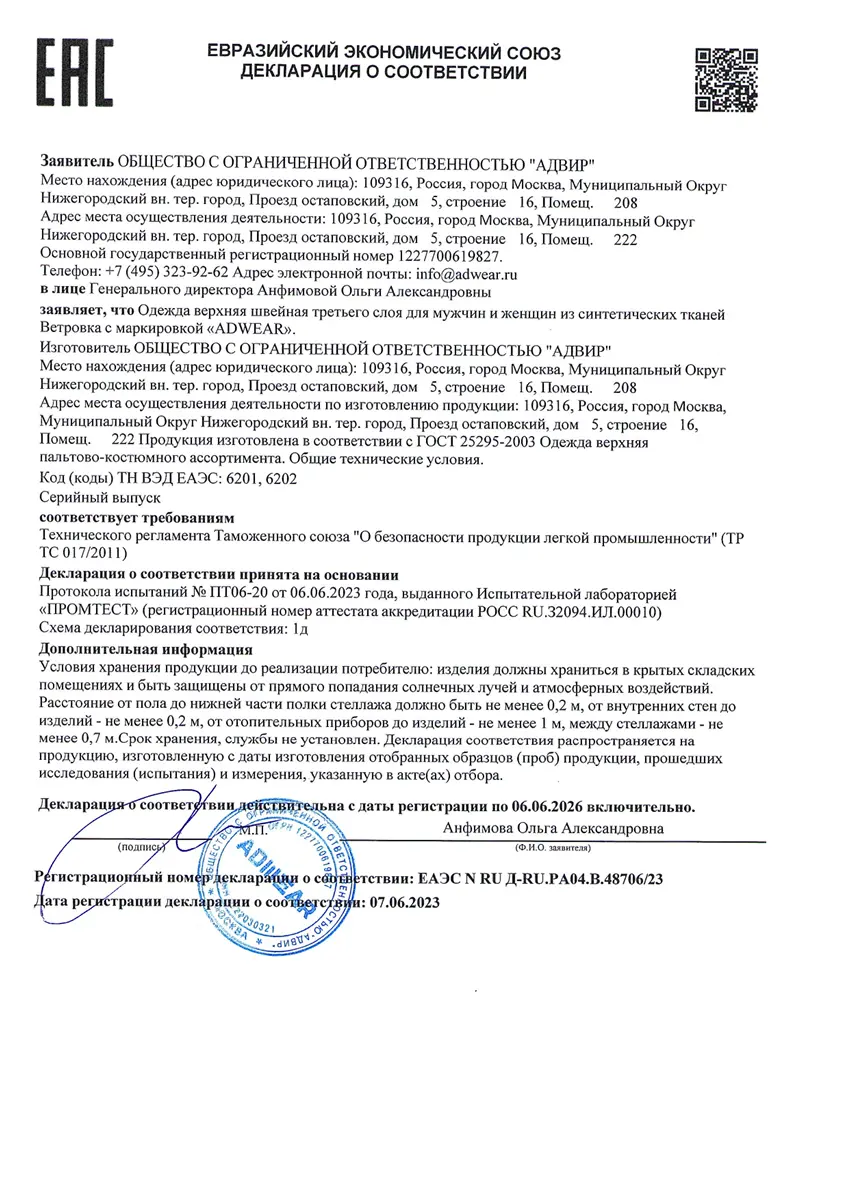 ЕАС
ЕВРАЗИЙСКИЙ ЭКОНОМИЧЕСКИЙ СОЮЗ
ДЕКЛАРАЦИЯ О СООТВЕТСТВИИ
Заявитель ОБЩЕСТВО С ОГРАНИЧЕННОЙ ОТВЕТСТВЕННОСТЬЮ "АДВИР"
Место нахождения (адрес юридического лица): 109316, Россия, город Москва, Муниципальный Округ
Нижегородский вн. тер. город, Проезд остаповский, дом 5, строение 16, Помещ. 208
Адрес места осуществления деятельности: 109316, Россия, город Москва, Муниципальный Округ
Нижегородский вн. тер. город, Проезд остаповский, дом 5, строение 16, Помещ. 222
Основной государственный регистрационный номер 1227700619827.
Телефон: +7 (495) 323-92-62 Адрес электронной почты: info@adwear.ru
в лице Генерального директора Анфимовой Ольги Александровны
заявляет, что Одежда верхняя швейная третьего слоя для мужчин и женщин из синтетических тканей
Ветровка с маркировкой «ADWEAR».
Изготовитель ОБЩЕСТВО С ОГРАНИЧЕННОЙ ОТВЕТСТВЕННОСТЬЮ "АДВИР"
Место нахождения (адрес юридического лица): 109316, Россия, город Москва, Муниципальный Округ
Нижегородский вн. тер. город, Проезд остаповский, дом 5, строение 16, Помещ. 208
Адрес места осуществления деятельности по изготовлению продукции: 109316, Россия, город Москва,
Муниципальный Округ Нижегородский вн. тер. город, Проезд остаповский, дом 5, строение 16,
Помещ. 222 Продукция изготовлена в соответствии с ГОСТ 25295-2003 Одежда верхняя
пальтово-костюмного ассортимента. Общие технические условия.
Код (коды) ТН ВЭД ЕАЭС: 6201, 6202
Серийный выпуск
соответствует требованиям
Технического регламента Таможенного союза "О безопасности продукции легкой промышленности" (ТР
ТС 017/2011)
Декларация о соответствии принята на основании
Протокола испытаний № ПТ06-20 от 06.06.2023 года, выданного Испытательной лабораторией
«ПРОМТЕСТ» (регистрационный номер аттестата аккредитации РОСС RU.32094.ИЛ.00010)
Схема декларирования соответствия: 1д
Дополнительная информация
Условия хранения продукции до реализации потребителю: изделия должны храниться в крытых складских
помещениях и быть защищены от прямого попадания солнечных лучей и атмосферных воздействий.
Расстояние от пола до нижней части полки стеллажа должно быть не менее 0,2 м, от внутренних стен до
изделий - не менее 0,2 м, от отопительных приборов до изделий - не менее 1 м, между стеллажами - не
менее 0,7 м.Срок хранения, службы не установлен. Декларация соответствия распространяется на
продукцию, изготовленную с даты изготовления отобранных образцов (проб) продукции, прошедших
исследования (испытания) и измерения, указанную в акте(ах) отбора.
Декларация о соответствии действительна с даты регистрации по 06.06.2026 включительно.
М.П.
Анфимова Ольга Александровна
(подпись)
(Ф.И.О. заявителя)
ОБЩЕСТВО С ОГРАНИЧЕННОЙ ОТВЕТСТВЕННОСТЬЮ "АДВИР" * МОСКВА *
ОГРН 1227700619827
ADWEAR
Регистрационный номер декларации о соответствии: ЕАЭС N RU Д-RU.РА04.В.48706/23
Дата регистрации декларации о соответствии: 07.06.2023